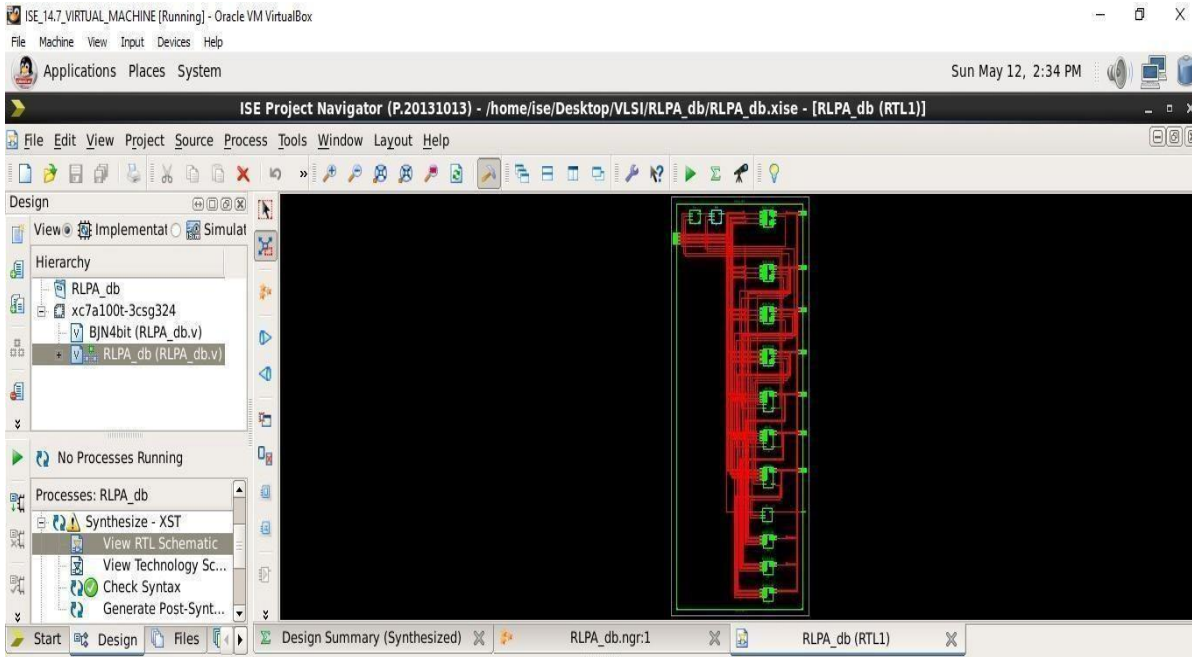 ISE_14.7_VIRTUAL_MACHINE [Running] - Oracle VM VirtualBox
File Machine View Input Devices Help
Applications Places System Sun May 12, 2:34 PM
ISE Project Navigator (P.20131013) - /home/ise/Desktop/VLSI/RLPA_db/RLPA_db.xise - [RLPA_db (RTL1)]
File Edit View Project Source Process Tools Window Layout Help
Design
View Implementat Simulat
Hierarchy
RLPA_db
xc7a100t-3csg324
BJN4bit (RLPA_db.v)
RLPA_db (RLPA_db.v)
No Processes Running
Processes: RLPA_db
Synthesize - XST
View RTL Schematic
View Technology Sc...
Check Syntax
Generate Post-Synt...
Start Design Files Design Summary (Synthesized) RLPA_db.ngr:1 RLPA_db (RTL1)